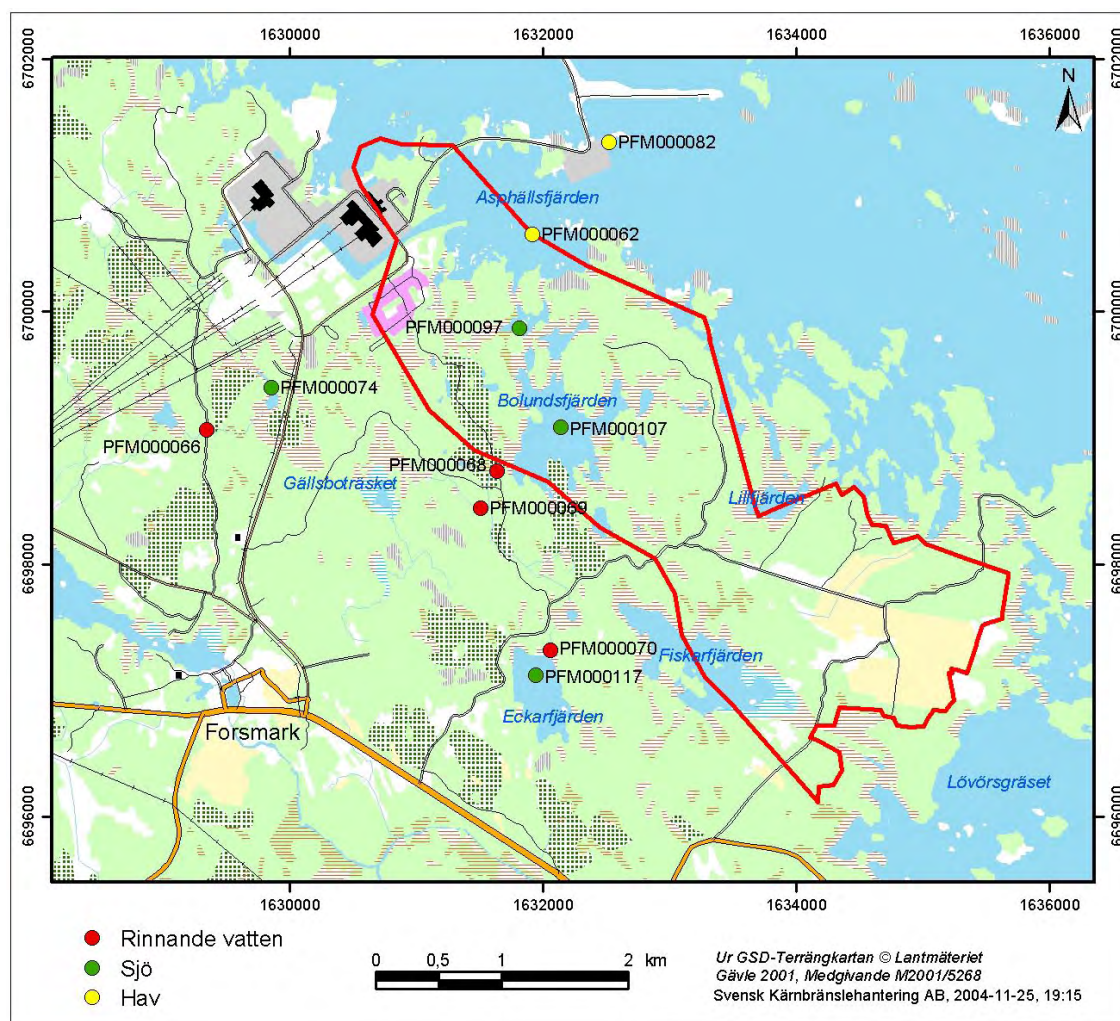 1630000 1632000 1634000 1636000
6702000 6702000
N
PFM000082
Asphällsfjärden
PFM000062
6700000 6700000
PFM000097
PFM000074
Bolundsfjärden
PFM000107
PFM000066
PFM000068
Gällsboträsket
Lillfjärden
PFM000069
6698000 6698000
PFM000070
Fiskarfjärden
PFM000117
Eckarfjärden
Forsmark
Lövörsgräset
6696000 6696000
1630000 1632000 1634000 1636000
Rinnande vatten
Sjö
Hav
0 0,5 1 2 km
Ur GSD-Terrängkartan © Lantmäteriet
Gävle 2001, Medgivande M2001/5268
Svensk Kärnbränslehantering AB, 2004-11-25, 19:15